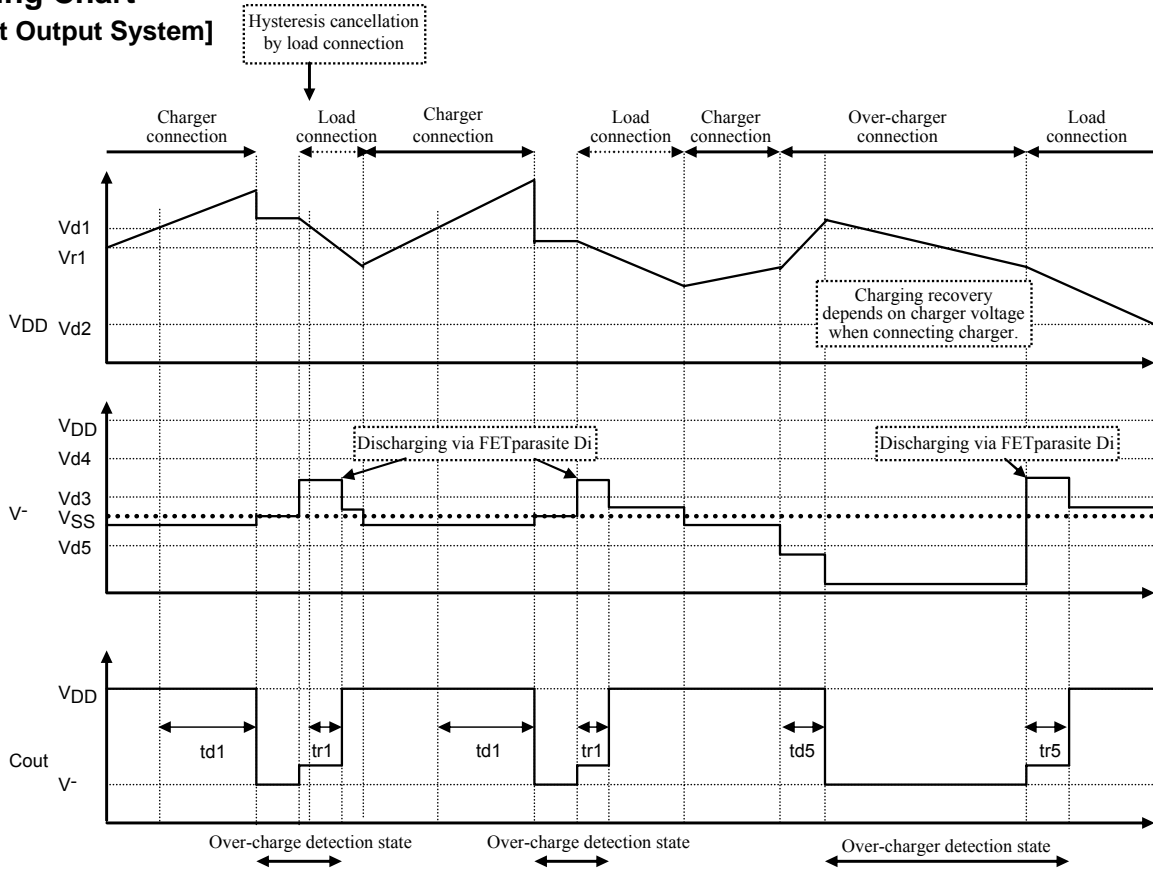 t Output System]
Hysteresis cancellation
by load connection
Charger
connection
Load
connection
Charger
connection
Load
connection
Charger
connection
Over-charger
connection
Load
connection
Vd1
Vr1
VDD
Vd2
Charging recovery
depends on charger voltage
when connecting charger.
VDD
Vd4
Vd3
V-
VSS
Vd5
Discharging via FETparasite Di
Discharging via FETparasite Di
VDD
Cout
V-
td1
tr1
td1
tr1
td5
tr5
Over-charge detection state
Over-charge detection state
Over-charger detection state